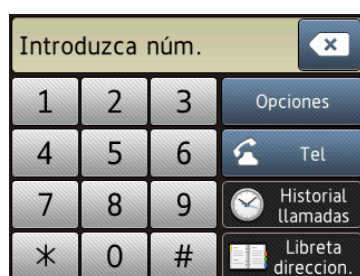 Introduzca núm.
1 2 3 Opciones
4 5 6 Tel
7 8 9 Historial
llamadas
* 0 # Libreta
direccion.